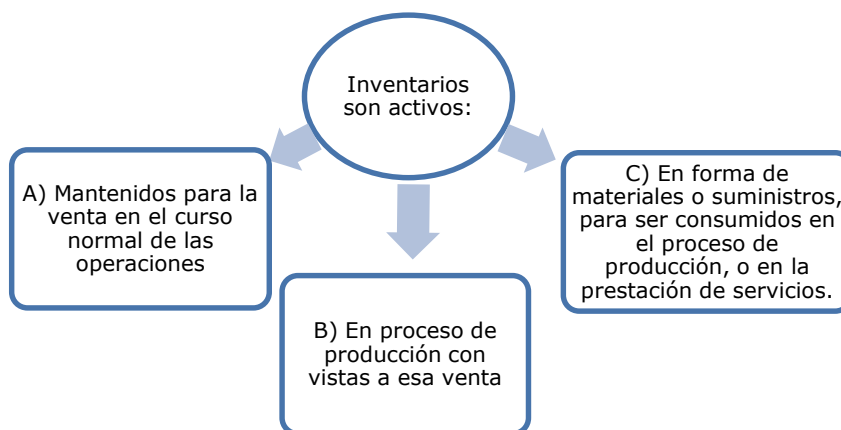 Inventarios
son activos:
A) Mantenidos para la
venta en el curso
normal de las
operaciones
B) En proceso de
producción con
vistas a esa venta
C) En forma de
materiales o suministros,
para ser consumidos en
el proceso de
producción, o en la
prestación de servicios.